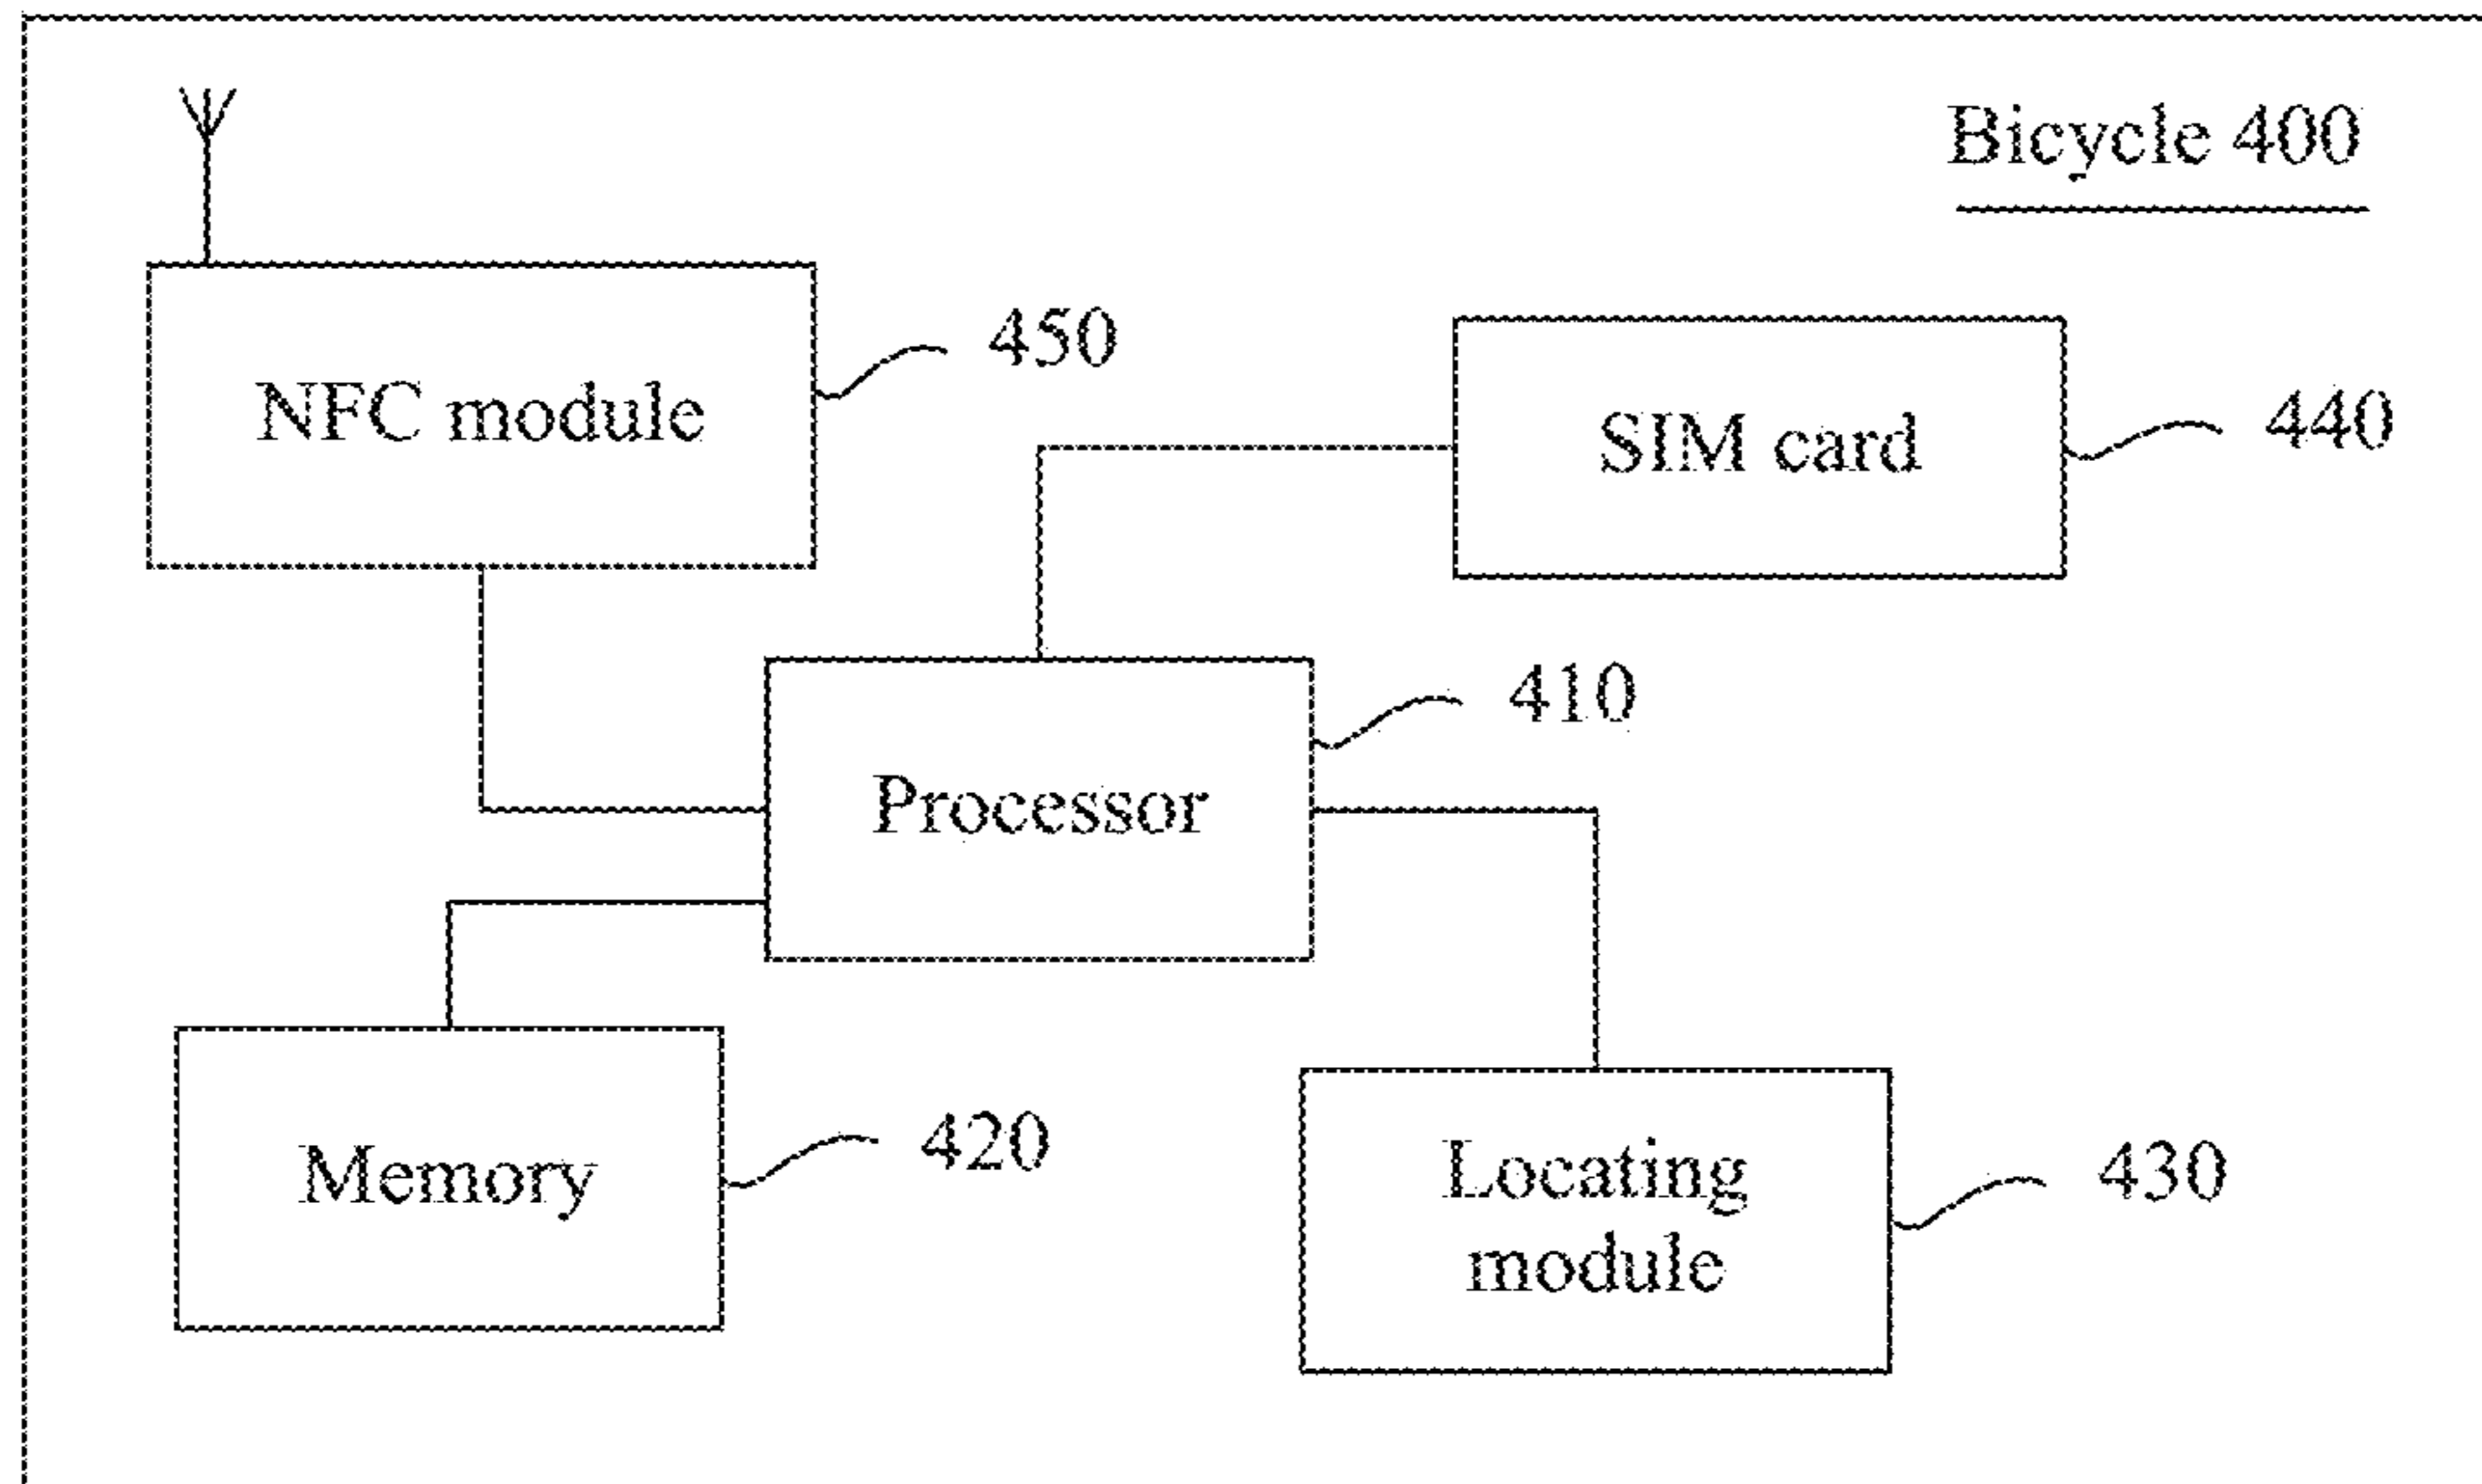 Bicycle 400
450
NFC module
440
SIM card
410
Processor
420
Memory
430
Locating
module